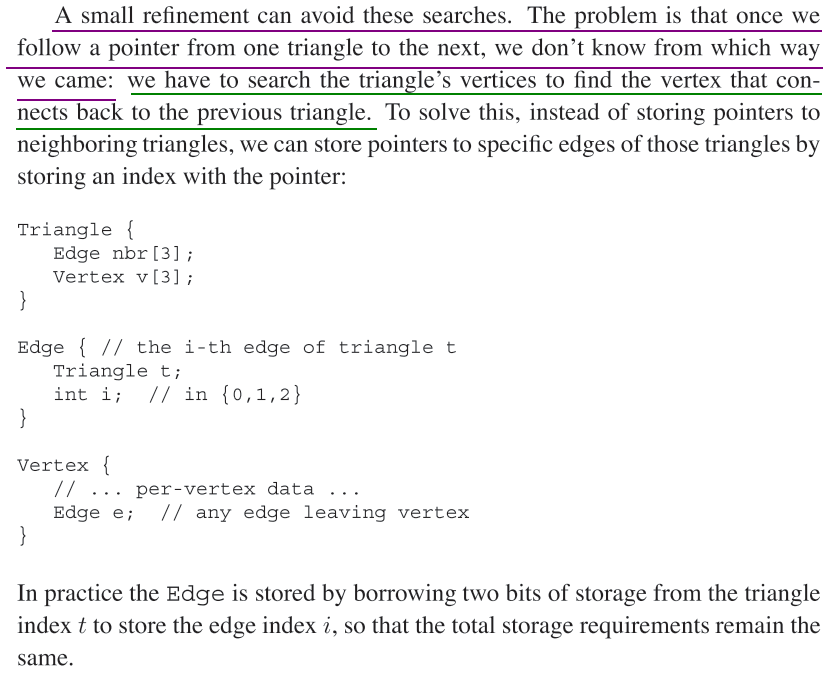 A small refinement can avoid these searches. The problem is that once we
follow a pointer from one triangle to the next, we don’t know from which way
we came: we have to search the triangle’s vertices to find the vertex that con-
nects back to the previous triangle. To solve this, instead of storing pointers to
neighboring triangles, we can store pointers to specific edges of those triangles by
storing an index with the pointer:
Triangle {
Edge nbr[3];
Vertex v[3];
}
Edge { // the i-th edge of triangle t
Triangle t;
int i; // in {0,1,2}
}
Vertex {
// ... per-vertex data ...
Edge e; // any edge leaving vertex
}
In practice the Edge is stored by borrowing two bits of storage from the triangle
index t to store the edge index i, so that the total storage requirements remain the
same.